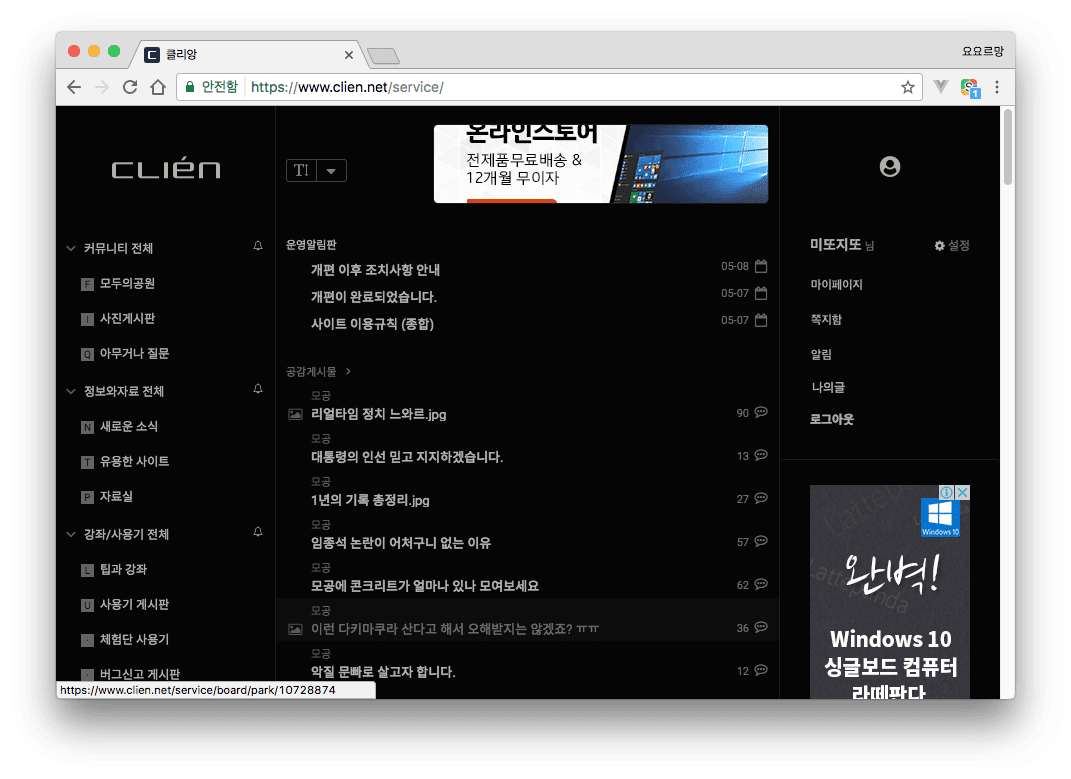 클리앙
요요르망
안전함
https://www.clien.net/service/
CLIÉN
T!
온라인스토어
전제품무료배송 &
12개월 무이자
커뮤니티 전체
F 모두의공원
I 사진게시판
Q 아무거나 질문
정보와자료 전체
N 새로운 소식
T 유용한 사이트
P 자료실
강좌/사용기 전체
L 팁과 강좌
U 사용기 게시판
· 체험단 사용기
· 버그신고 게시판
https://www.clien.net/service/board/park/10728874
운영알림판
개편 이후 조치사항 안내 05-08
개편이 완료되었습니다. 05-07
사이트 이용규칙 (종합) 05-07
공감게시물 >
모공
리얼타임 정치 느와르.jpg 90
모공
대통령의 인선 믿고 지지하겠습니다. 13
모공
1년의 기록 총정리.jpg 27
모공
임종석 논란이 어처구니 없는 이유 57
모공
모공에 콘크리트가 얼마나 있나 모여보세요 62
모공
이런 다키마쿠라 산다고 해서 오해받지는 않겠죠? ㅠㅠ 36
모공
악질 문빠로 살고자 합니다. 12
미또지또 님 설정
마이페이지
쪽지함
알림
나의글
로그아웃
Windows 10
Lattepanda
완벽!
Windows 10
싱글보드 컴퓨터
라떼판다